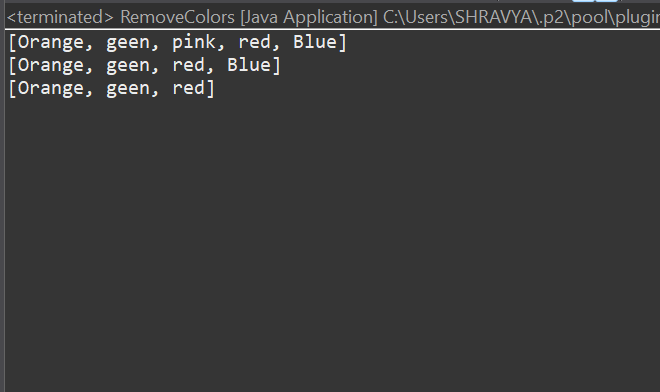 <terminated> RemoveColors [Java Application] C:\Users\SHRAVYA\.p2\pool\plugin
[Orange, geen, pink, red, Blue]
[Orange, geen, red, Blue]
[Orange, geen, red]